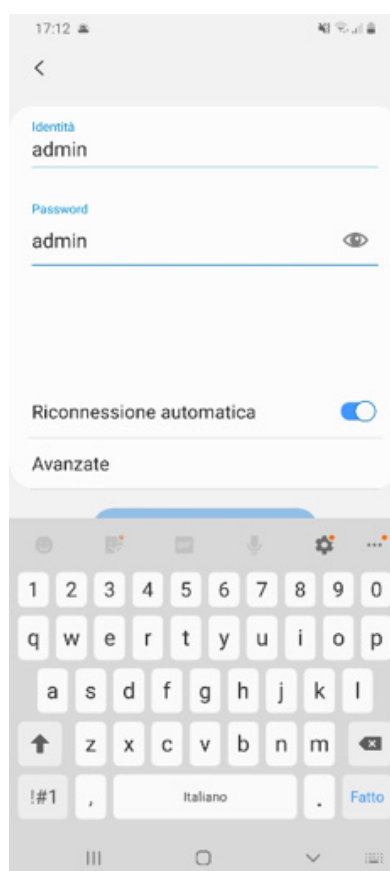 17:12
Identità
admin
Password
admin
Riconnessione automatica
Avanzate
GIF
1 2 3 4 5 6 7 8 9 0
q w e r t y u i o p
a s d f g h j k l
z x c v b n m
!#1 , Italiano . Fatto